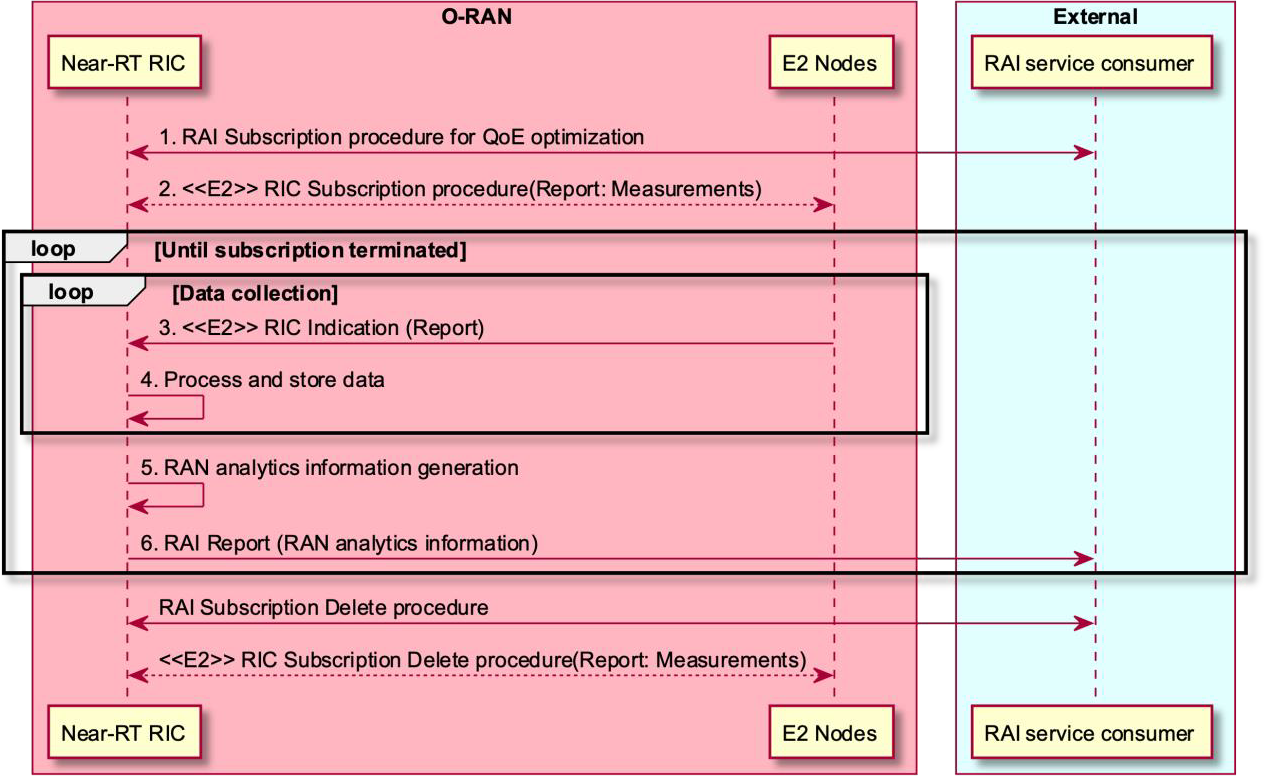 O-RAN
External
Near-RT RIC
E2 Nodes
RAI service consumer
1. RAI Subscription procedure for QoE optimization
2. <<E2>> RIC Subscription procedure(Report: Measurements)
loop
[Until subscription terminated]
loop
[Data collection]
3. <<E2>> RIC Indication (Report)
4. Process and store data
5. RAN analytics information generation
6. RAI Report (RAN analytics information)
RAI Subscription Delete procedure
<<E2>> RIC Subscription Delete procedure(Report: Measurements)
Near-RT RIC
E2 Nodes
RAI service consumer